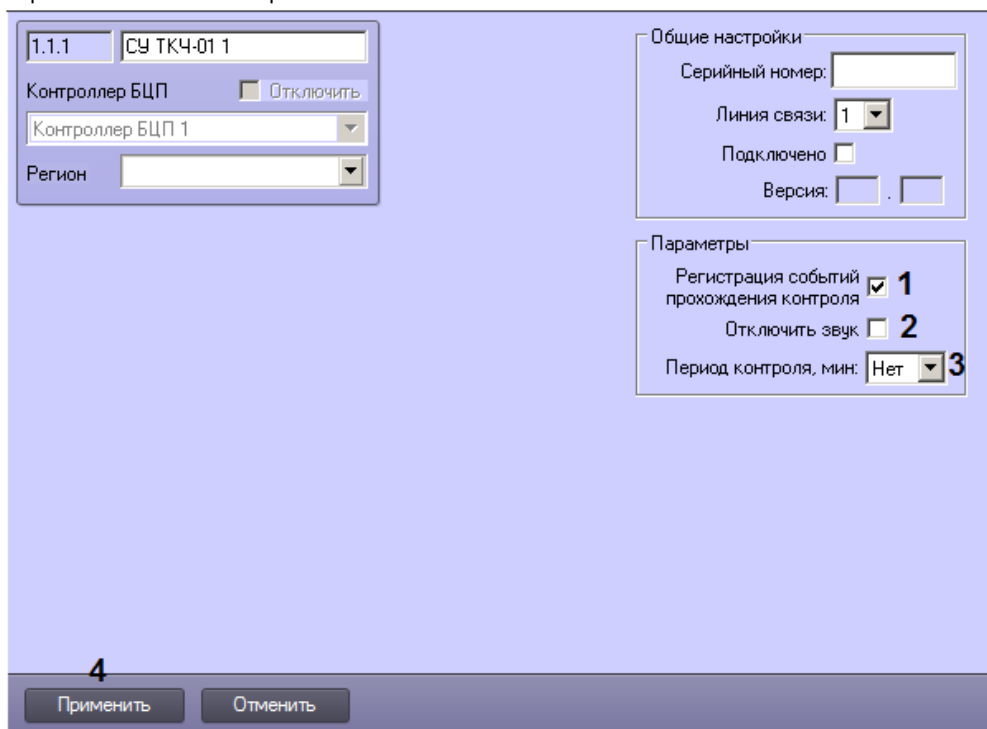 1.1.1 СУ ТКЧ-01 1
Контроллер БЦП Отключить
Контроллер БЦП 1
Регион
Общие настройки
Серийный номер:
Линия связи: 1
Подключено
Версия: .
Параметры
Регистрация событий
прохождения контроля 1
Отключить звук 2
Период контроля, мин: Нет 3
4
Применить Отменить